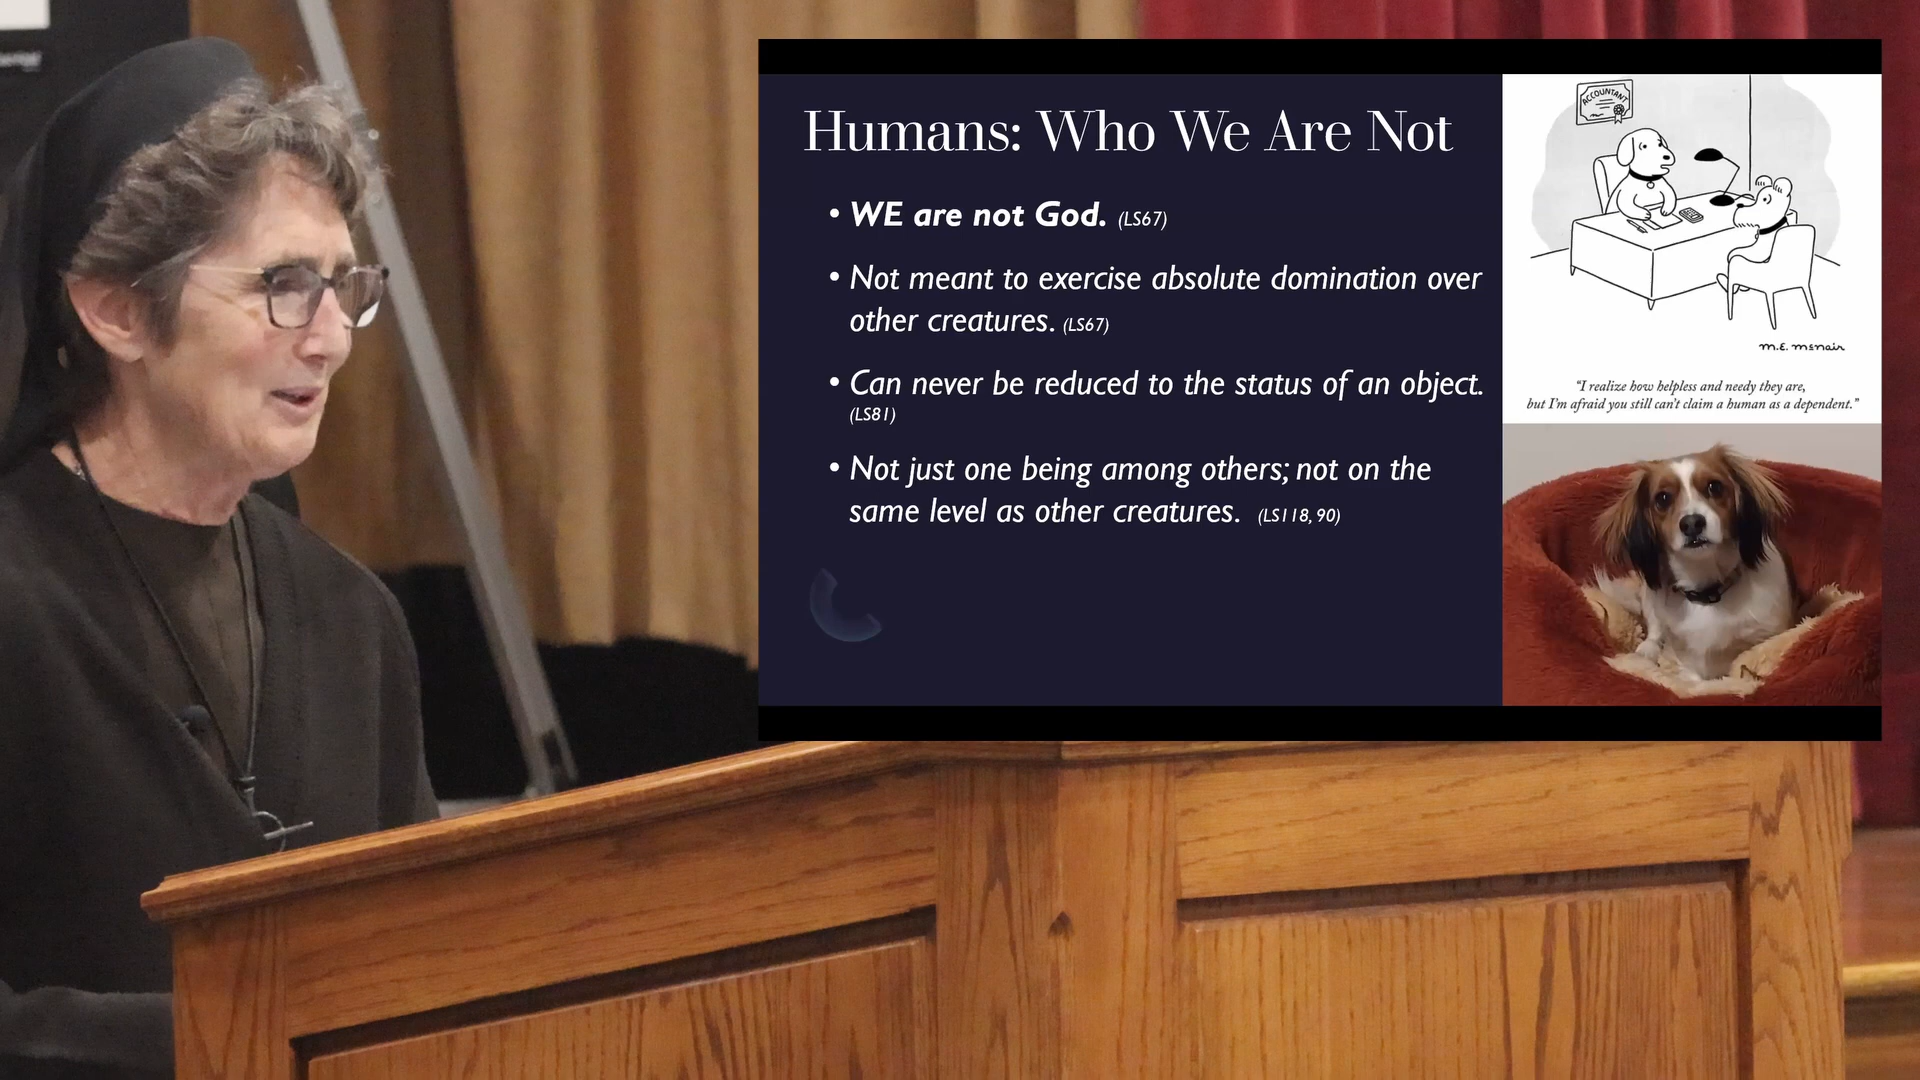 Humans: Who We Are Not
• WE are not God. (LS67)
• Not meant to exercise absolute domination over
other creatures. (LS67)
• Can never be reduced to the status of an object.
(LS81)
• Not just one being among others; not on the
same level as other creatures. (LS118, 90)
ACCOUNTANT
M.E. McNair
“I realize how helpless and needy they are,
but I’m afraid you still can’t claim a human as a dependent.”